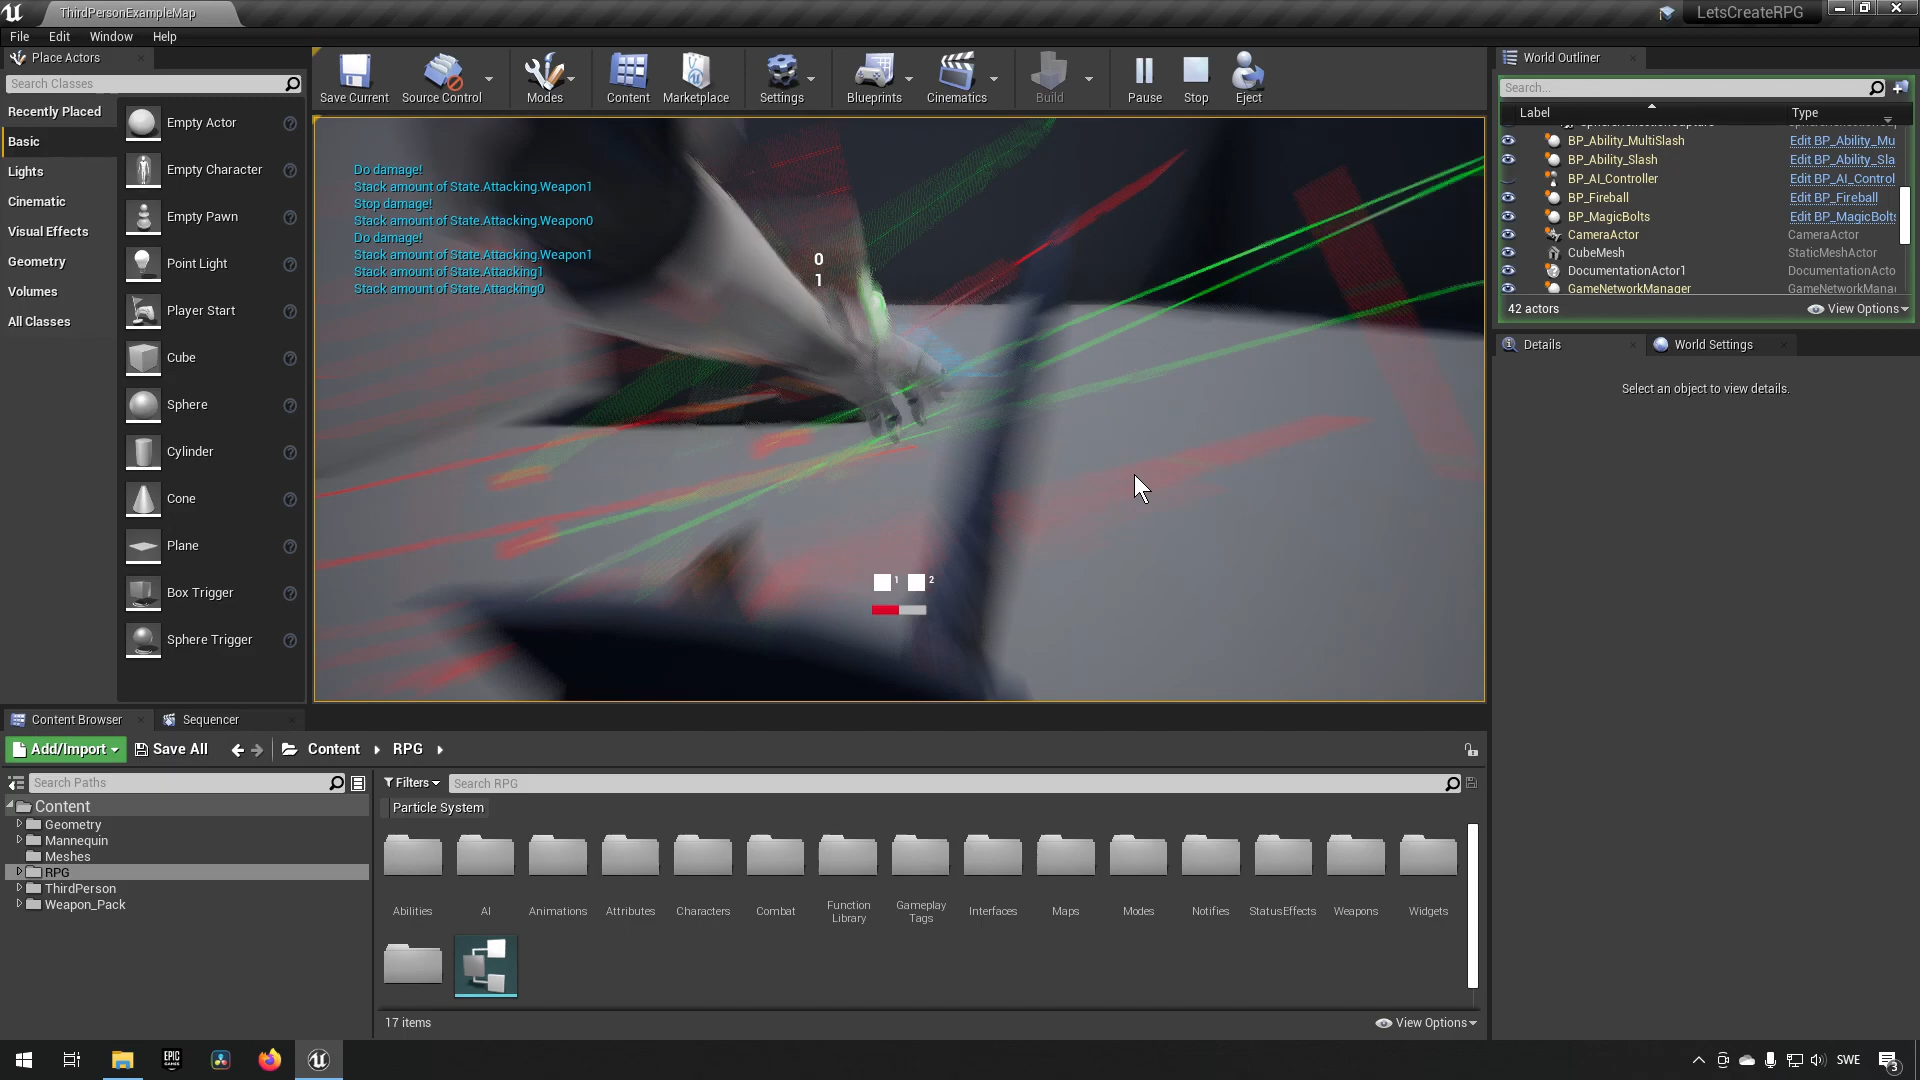 ThirdPersonExampleMap
LetsCreateRPG
File Edit Window Help
Place Actors
Search Classes
Recently Placed
Basic
Lights
Cinematic
Visual Effects
Geometry
Volumes
All Classes
Empty Actor
Empty Character
Empty Pawn
Point Light
Player Start
Cube
Sphere
Cylinder
Cone
Plane
Box Trigger
Sphere Trigger
Save Current
Source Control
Modes
Content
Marketplace
Settings
Blueprints
Cinematics
Build
Pause
Stop
Eject
Do damage!
Stack amount of State.Attacking.Weapon1
Stop damage!
Stack amount of State.Attacking.Weapon0
Do damage!
Stack amount of State.Attacking.Weapon1
Stack amount of State.Attacking1
Stack amount of State.Attacking0
0
1
1 2
World Outliner
Search...
Label Type
BP_Ability_MultiSlash Edit BP_Ability_Mu
BP_Ability_Slash Edit BP_Ability_Sla
BP_AI_Controller Edit BP_AI_Control
BP_Fireball Edit BP_Fireball
BP_MagicBolts Edit BP_MagicBolts
CameraActor CameraActor
CubeMesh StaticMeshActor
DocumentationActor1 DocumentationActo
GameNetworkManager GameNetworkMana
42 actors View Options
Details World Settings
Select an object to view details.
Content Browser Sequencer
Add/Import Save All Content RPG
Search Paths
Content
Geometry
Mannequin
Meshes
RPG
ThirdPerson
Weapon_Pack
Filters Search RPG
Particle System
Abilities
AI
Animations
Attributes
Characters
Combat
Function Library
Gameplay Tags
Interfaces
Maps
Modes
Notifies
StatusEffects
Weapons
Widgets
17 items View Options
EPIC GAMES
SWE
3